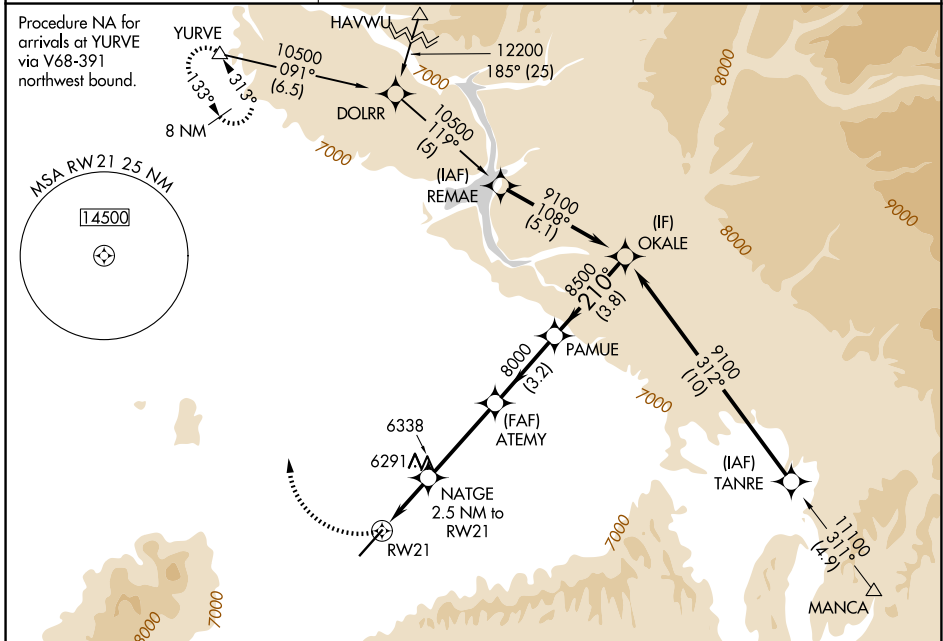 Procedure NA for
arrivals at YURVE
via V68-391
northwest bound.
YURVE
HAVWU
10500
091°
(6.5)
12200
185° (25)
7000
8000
313°
133°
8 NM
DOLRR
10500
119°
(5)
7000
MSA RW21 25 NM
14500
(IAF)
REMAE
9100
108°
(5.1)
(IF)
OKALE
9000
8000
8500
210°
(3.8)
PAMUE
8000
(3.2)
9100
312°
(10)
7000
(FAF)
ATEMY
6338
6291
(IAF)
TANRE
NATGE
2.5 NM to
RW21
RW21
7000
11100
311°
(4.9)
MANCA
7000
8000